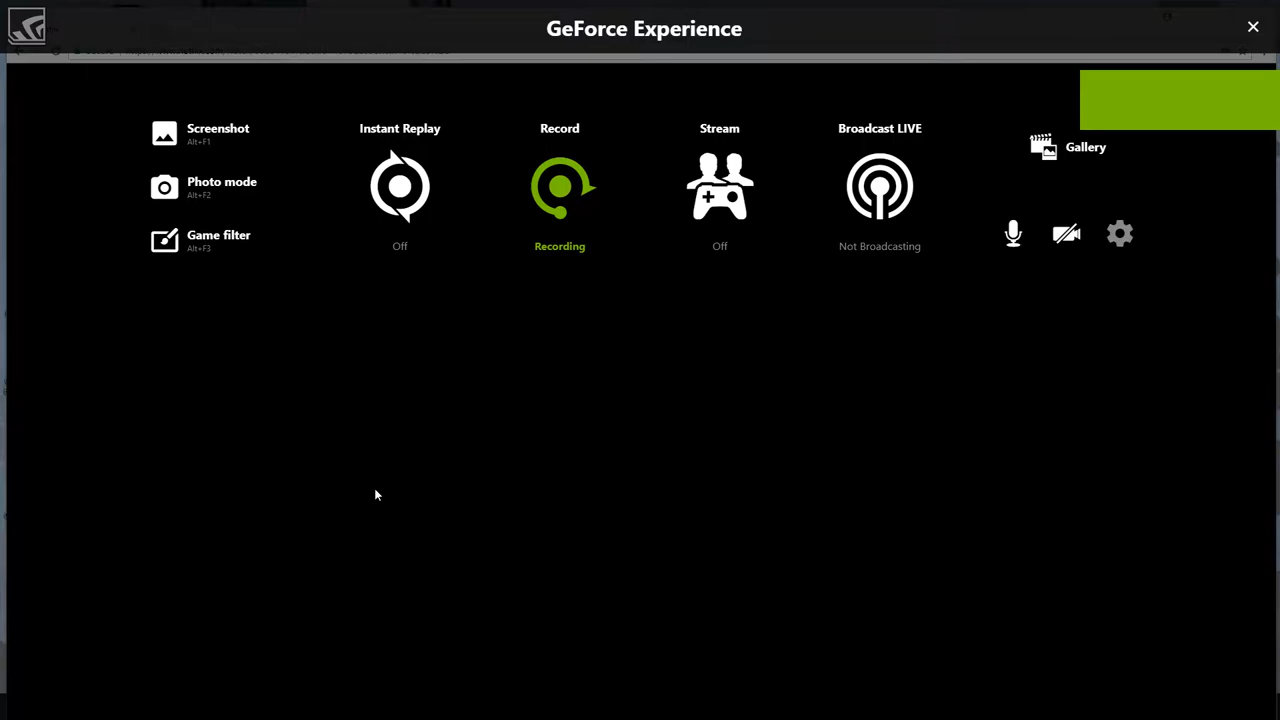 GeForce Experience
Screenshot
Alt+F1
Photo mode
Alt+F2
Game filter
Alt+F3
Instant Replay
Off
Record
Recording
Stream
Off
Broadcast LIVE
Not Broadcasting
Gallery